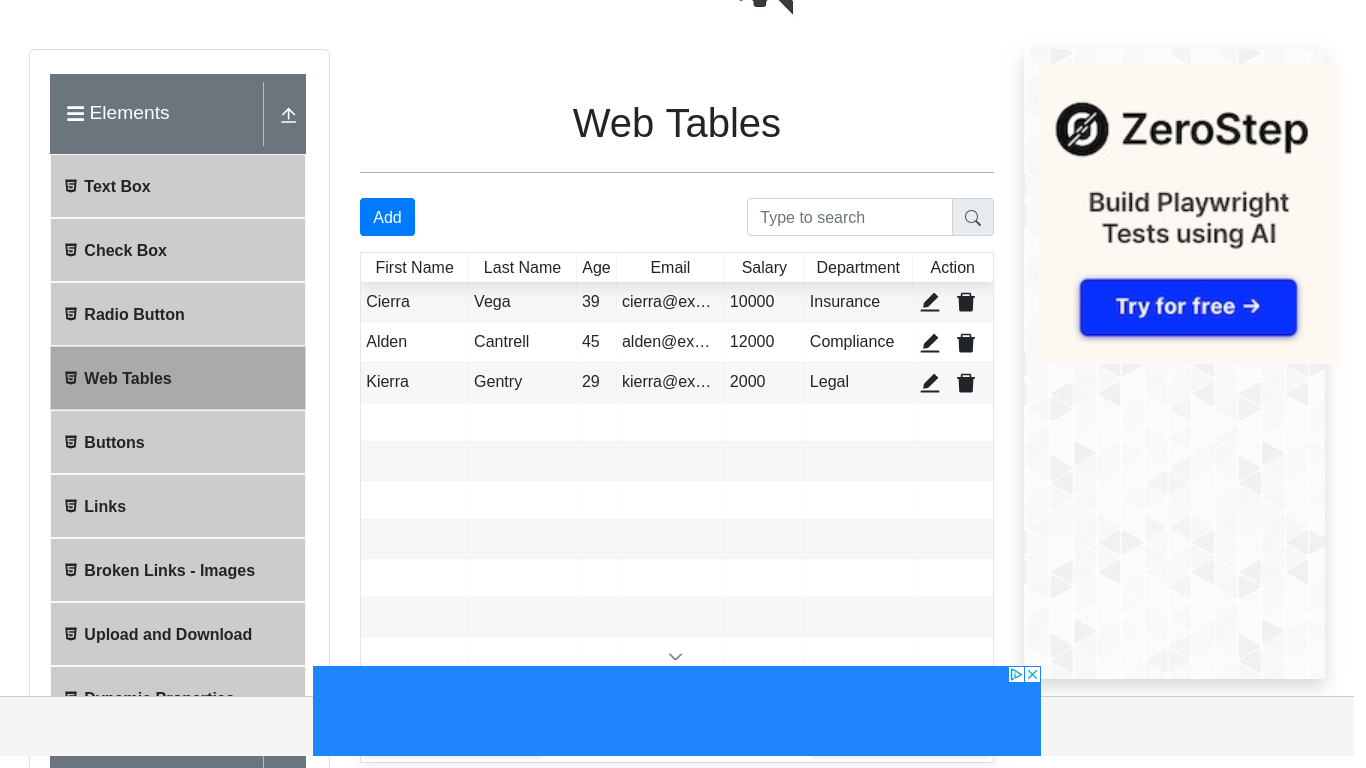 Elements
Text Box
Check Box
Radio Button
Web Tables
Buttons
Links
Broken Links - Images
Upload and Download
Web Tables
Add
Type to search
First Name Last Name Age Email Salary Department Action
Cierra Vega 39 cierra@ex... 10000 Insurance
Alden Cantrell 45 alden@ex... 12000 Compliance
Kierra Gentry 29 kierra@ex... 2000 Legal
ZeroStep
Build Playwright
Tests using AI
Try for free →